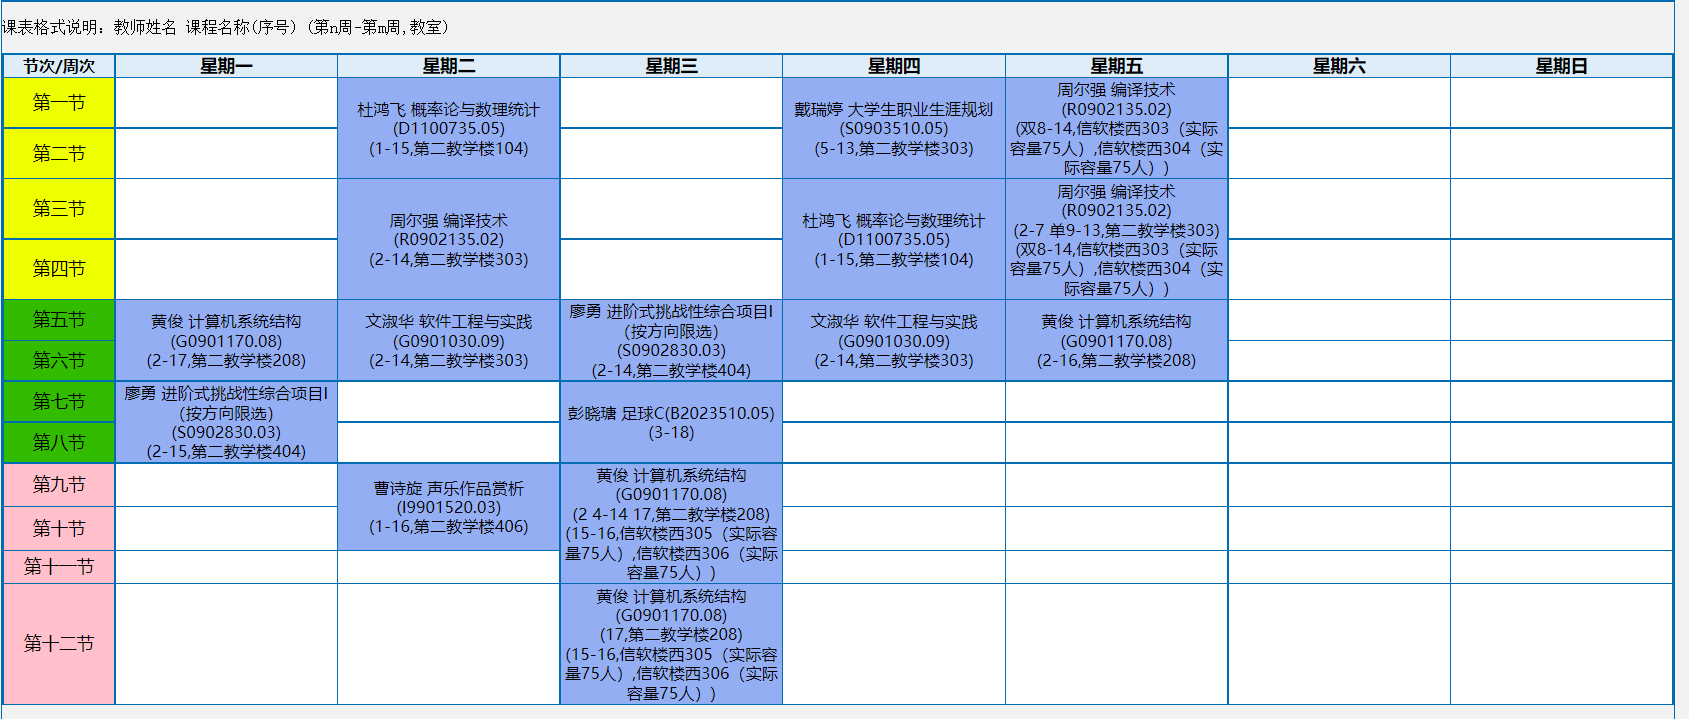 课表格式说明: 教师姓名 课程名称(序号) (第n周-第m周,教室)
节次/周次 星期一 星期二 星期三 星期四 星期五 星期六 星期日
第一节
第二节
杜鸿飞 概率论与数理统计
(D1100735.05)
(1-15,第二教学楼104)
戴瑞婷 大学生职业生涯规划
(S0903510.05)
(5-13,第二教学楼303)
周尔强 编译技术
(R0902135.02)
(双8-14,信软楼西303（实际
容量75人）,信软楼西304（实
际容量75人）)
第三节
第四节
周尔强 编译技术
(R0902135.02)
(2-14,第二教学楼303)
杜鸿飞 概率论与数理统计
(D1100735.05)
(1-15,第二教学楼104)
周尔强 编译技术
(R0902135.02)
(2-7 单9-13,第二教学楼303)
(双8-14,信软楼西303（实际
容量75人）,信软楼西304（实
际容量75人）)
第五节
第六节
黄俊 计算机系统结构
(G0901170.08)
(2-17,第二教学楼208)
文淑华 软件工程与实践
(G0901030.09)
(2-14,第二教学楼303)
廖勇 进阶式挑战性综合项目I
（按方向限选）
(S0902830.03)
(2-14,第二教学楼404)
文淑华 软件工程与实践
(G0901030.09)
(2-14,第二教学楼303)
黄俊 计算机系统结构
(G0901170.08)
(2-16,第二教学楼208)
第七节
第八节
廖勇 进阶式挑战性综合项目I
（按方向限选）
(S0902830.03)
(2-15,第二教学楼404)
彭晓瑭 足球C(B2023510.05)
(3-18)
第九节
第十节
第十一节
曹诗旋 声乐作品赏析
(I9901520.03)
(1-16,第二教学楼406)
黄俊 计算机系统结构
(G0901170.08)
(2 4-14 17,第二教学楼208)
(15-16,信软楼西305（实际容
量75人）,信软楼西306（实际
容量75人）)
第十二节
黄俊 计算机系统结构
(G0901170.08)
(17,第二教学楼208)
(15-16,信软楼西305（实际容
量75人）,信软楼西306（实际
容量75人）)